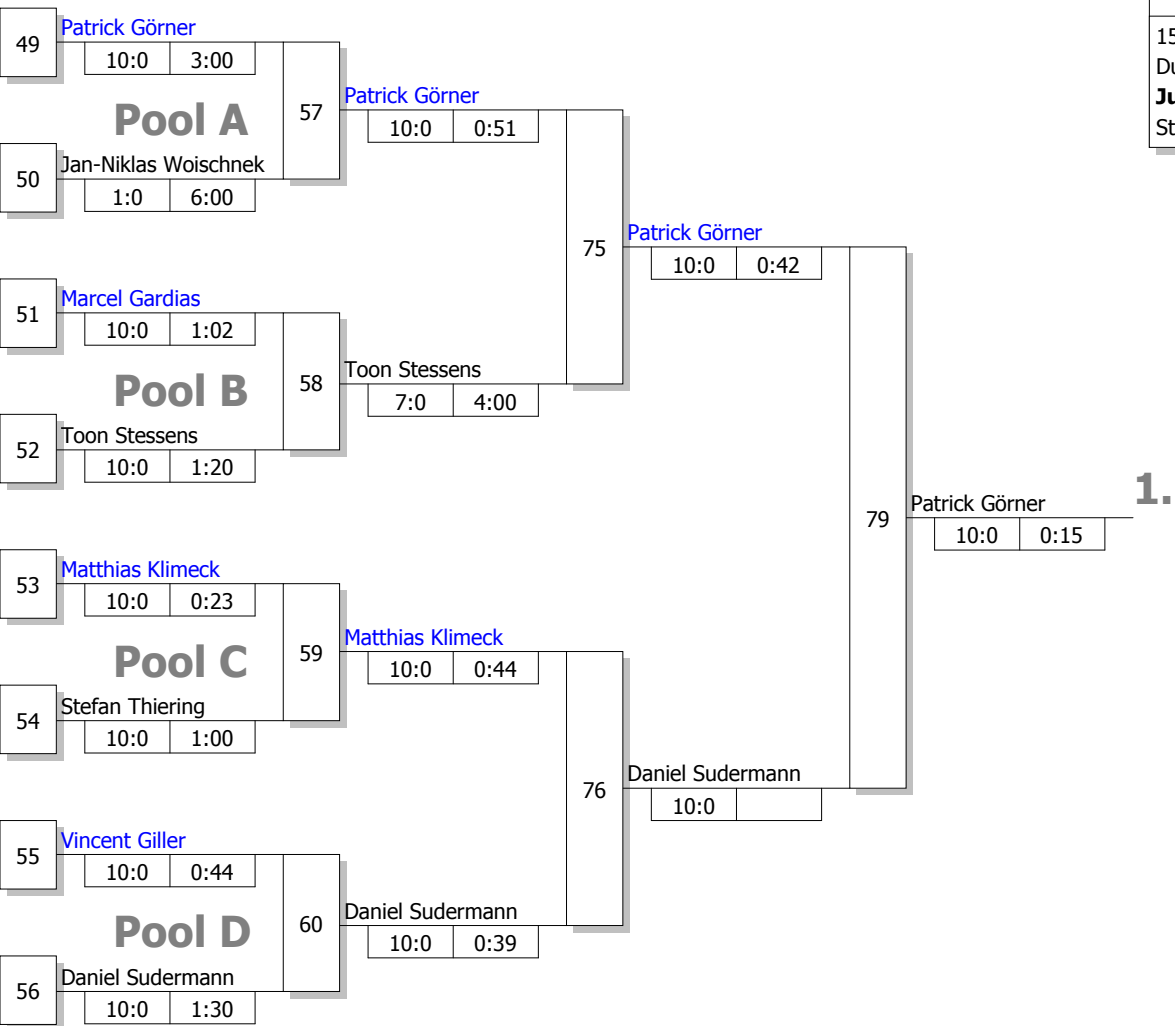 49
Patrick Görner
10:0 3:00
Pool A
50
Jan-Niklas Woischnek
1:0 6:00
57
Patrick Görner
10:0 0:51
51
Marcel Gardias
10:0 1:02
Pool B
52
Toon Stessens
10:0 1:20
58
Toon Stessens
7:0 4:00
75
Patrick Görner
10:0 0:42
53
Matthias Klimeck
10:0 0:23
Pool C
54
Stefan Thiering
10:0 1:00
59
Matthias Klimeck
10:0 0:44
55
Vincent Giller
10:0 0:44
Pool D
56
Daniel Sudermann
10:0 1:30
60
Daniel Sudermann
10:0 0:39
76
Daniel Sudermann
10:0
79
Patrick Görner
10:0 0:15
1.
15
Du
Ju
St